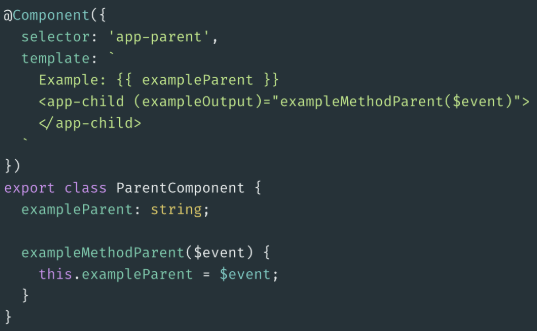 @Component({
  selector: 'app-parent',
  template: `
    Example: {{ exampleParent }}
    <app-child (exampleOutput)="exampleMethodParent($event)">
    </app-child>
  `
})
export class ParentComponent {
  exampleParent: string;

  exampleMethodParent($event) {
    this.exampleParent = $event;
  }
}